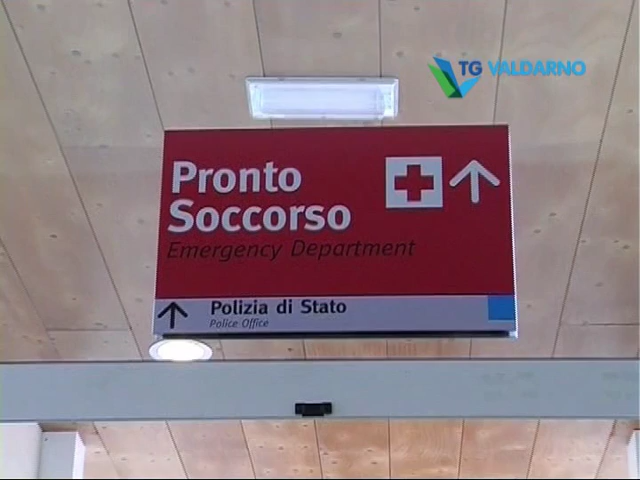 TG VALDARNO
Pronto
Soccorso
Emergency Department
Polizia di Stato
Police Office